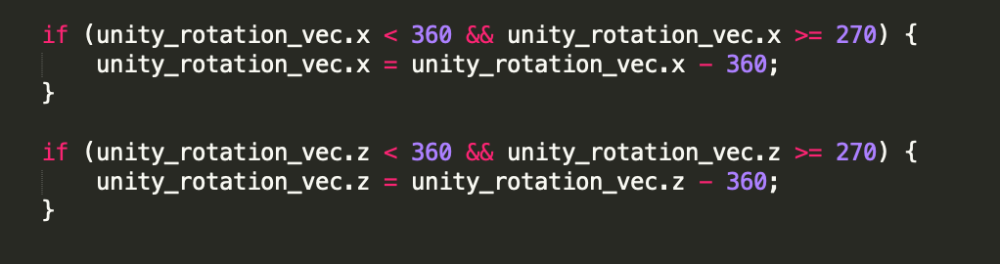 if (unity_rotation_vec.x < 360 && unity_rotation_vec.x >= 270) {
    unity_rotation_vec.x = unity_rotation_vec.x - 360;
}
if (unity_rotation_vec.z < 360 && unity_rotation_vec.z >= 270) {
    unity_rotation_vec.z = unity_rotation_vec.z - 360;
}